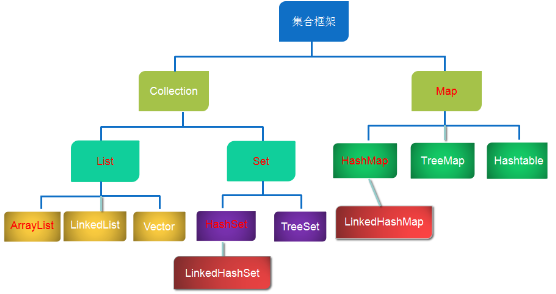 集合框架
Collection
Map
List
Set
HashMap
TreeMap
Hashtable
ArrayList
LinkedList
Vector
HashSet
TreeSet
LinkedHashMap
LinkedHashSet